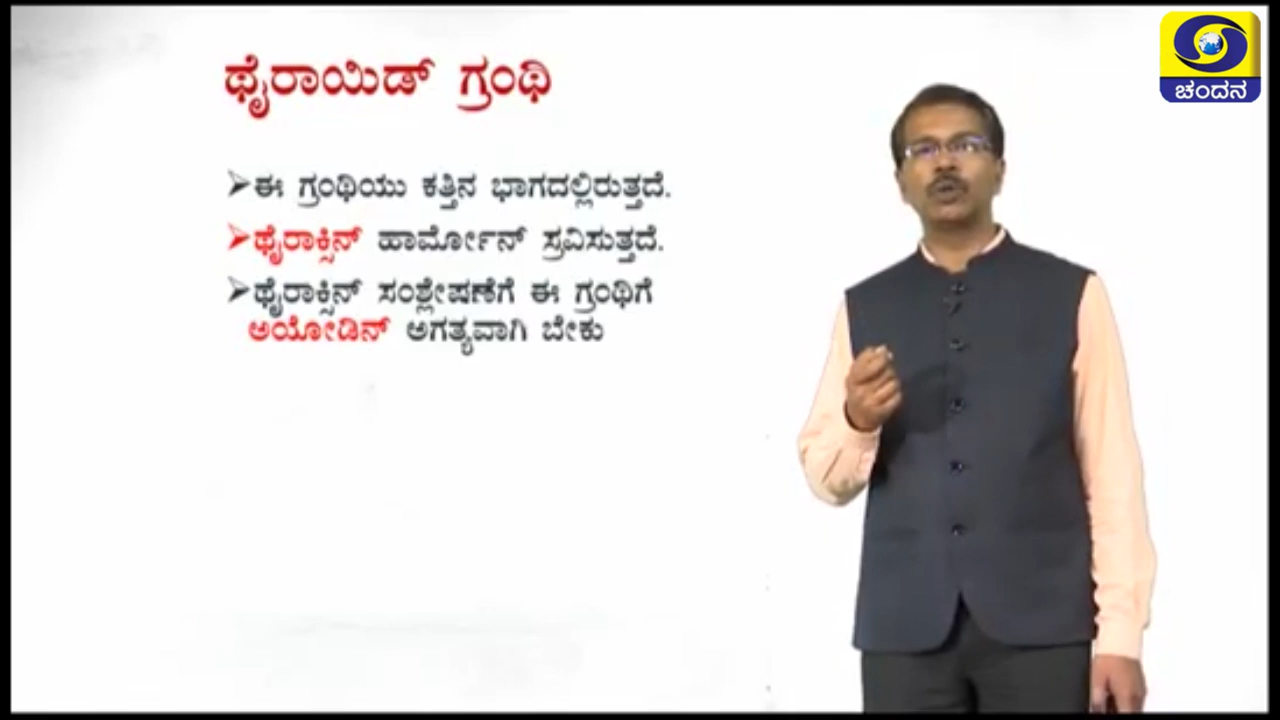 ಥೈರಾಯಿಡ್ ಗ್ರಂಥಿ
ಚಂದನ
➢ಈ ಗ್ರಂಥಿಯು ಕತ್ತಿನ ಭಾಗದಲ್ಲಿರುತ್ತದೆ.
➢ಥೈರಾಕ್ಸಿನ್ ಹಾರ್ಮೋನ್ ಸ್ರವಿಸುತ್ತದೆ.
➢ಥೈರಾಕ್ಸಿನ್ ಸಂಶ್ಲೇಷಣೆಗೆ ಈ ಗ್ರಂಥಿಗೆ
ಅಯೋಡಿನ್ ಅಗತ್ಯವಾಗಿ ಬೇಕು